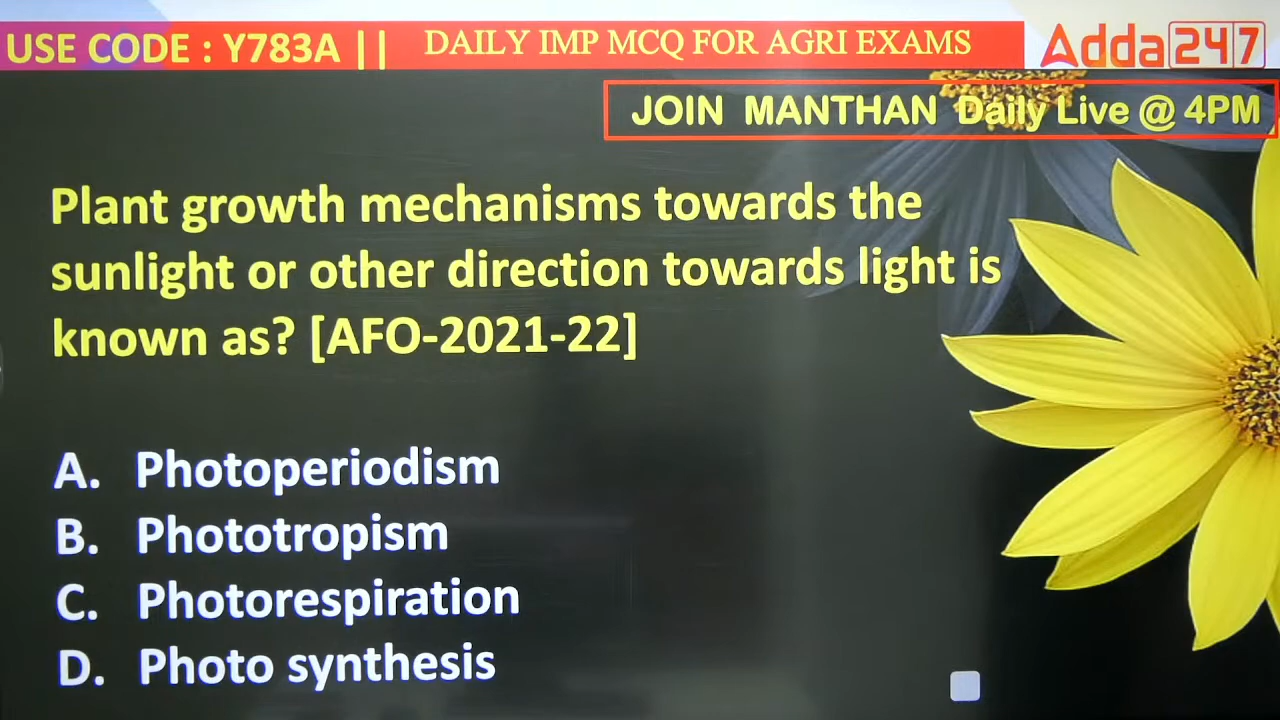 USE CODE : Y783A || DAILY IMP MCQ FOR AGRI EXAMS Adda247
JOIN MANTHAN Daily Live @ 4PM
Plant growth mechanisms towards the
sunlight or other direction towards light is
known as? [AFO-2021-22]
A. Photoperiodism
B. Phototropism
C. Photorespiration
D. Photo synthesis